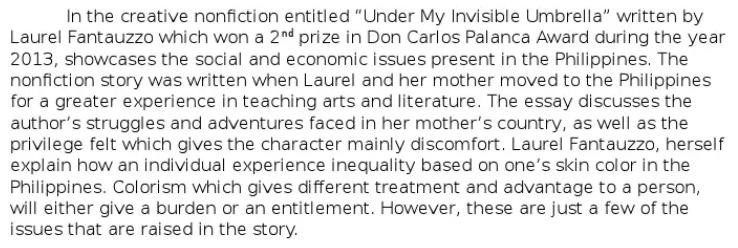 In the creative nonfiction entitled “Under My Invisible Umbrella” written by
Laurel Fantauzzo which won a 2nd prize in Don Carlos Palanca Award during the year
2013, showcases the social and economic issues present in the Philippines. The
nonfiction story was written when Laurel and her mother moved to the Philippines
for a greater experience in teaching arts and literature. The essay discusses the
author’s struggles and adventures faced in her mother’s country, as well as the
privilege felt which gives the character mainly discomfort. Laurel Fantauzzo, herself
explain how an individual experience inequality based on one’s skin color in the
Philippines. Colorism which gives different treatment and advantage to a person,
will either give a burden or an entitlement. However, these are just a few of the
issues that are raised in the story.